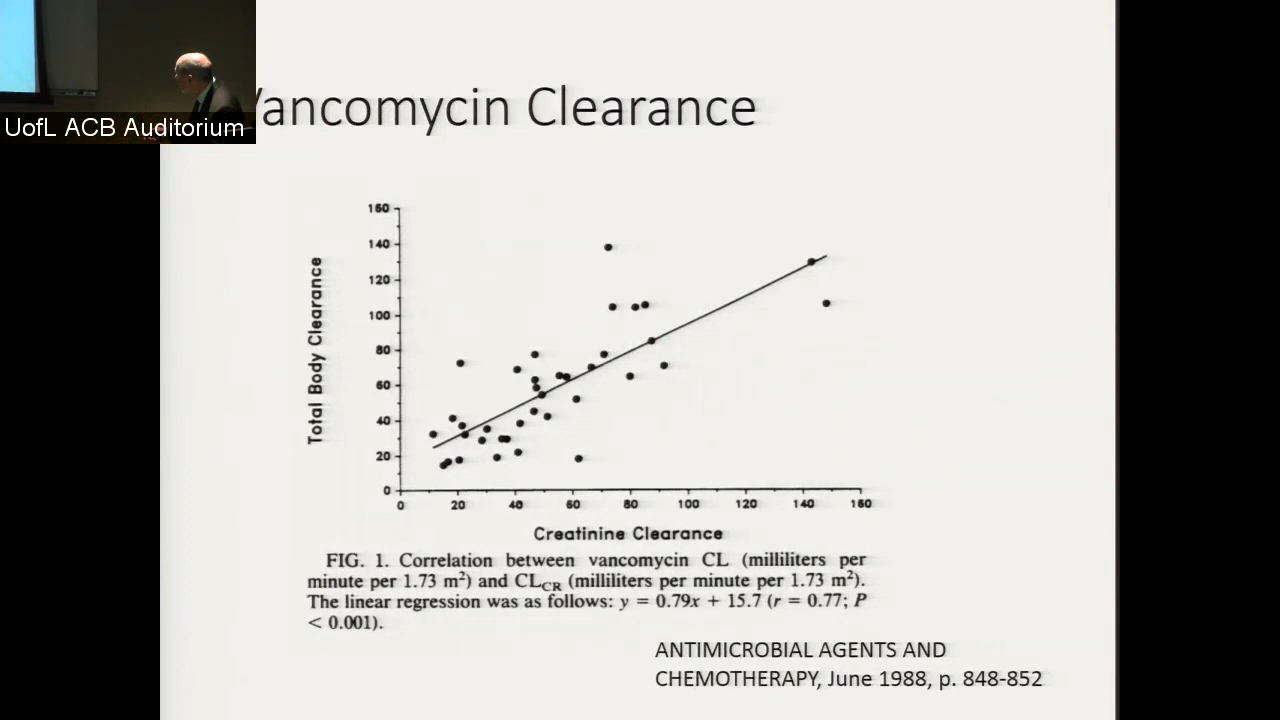 UofL ACB Auditorium
Vancomycin Clearance
160
140
120
100
80
60
40
20
0
Total Body Clearance
0 20 40 60 80 100 120 140 160
Creatinine Clearance
FIG. 1. Correlation between vancomycin CL (milliliters per
minute per 1.73 m²) and CLCR (milliliters per minute per 1.73 m²).
The linear regression was as follows: y = 0.79x + 15.7 (r = 0.77; P
< 0.001).
ANTIMICROBIAL AGENTS AND
CHEMOTHERAPY, June 1988, p. 848-852